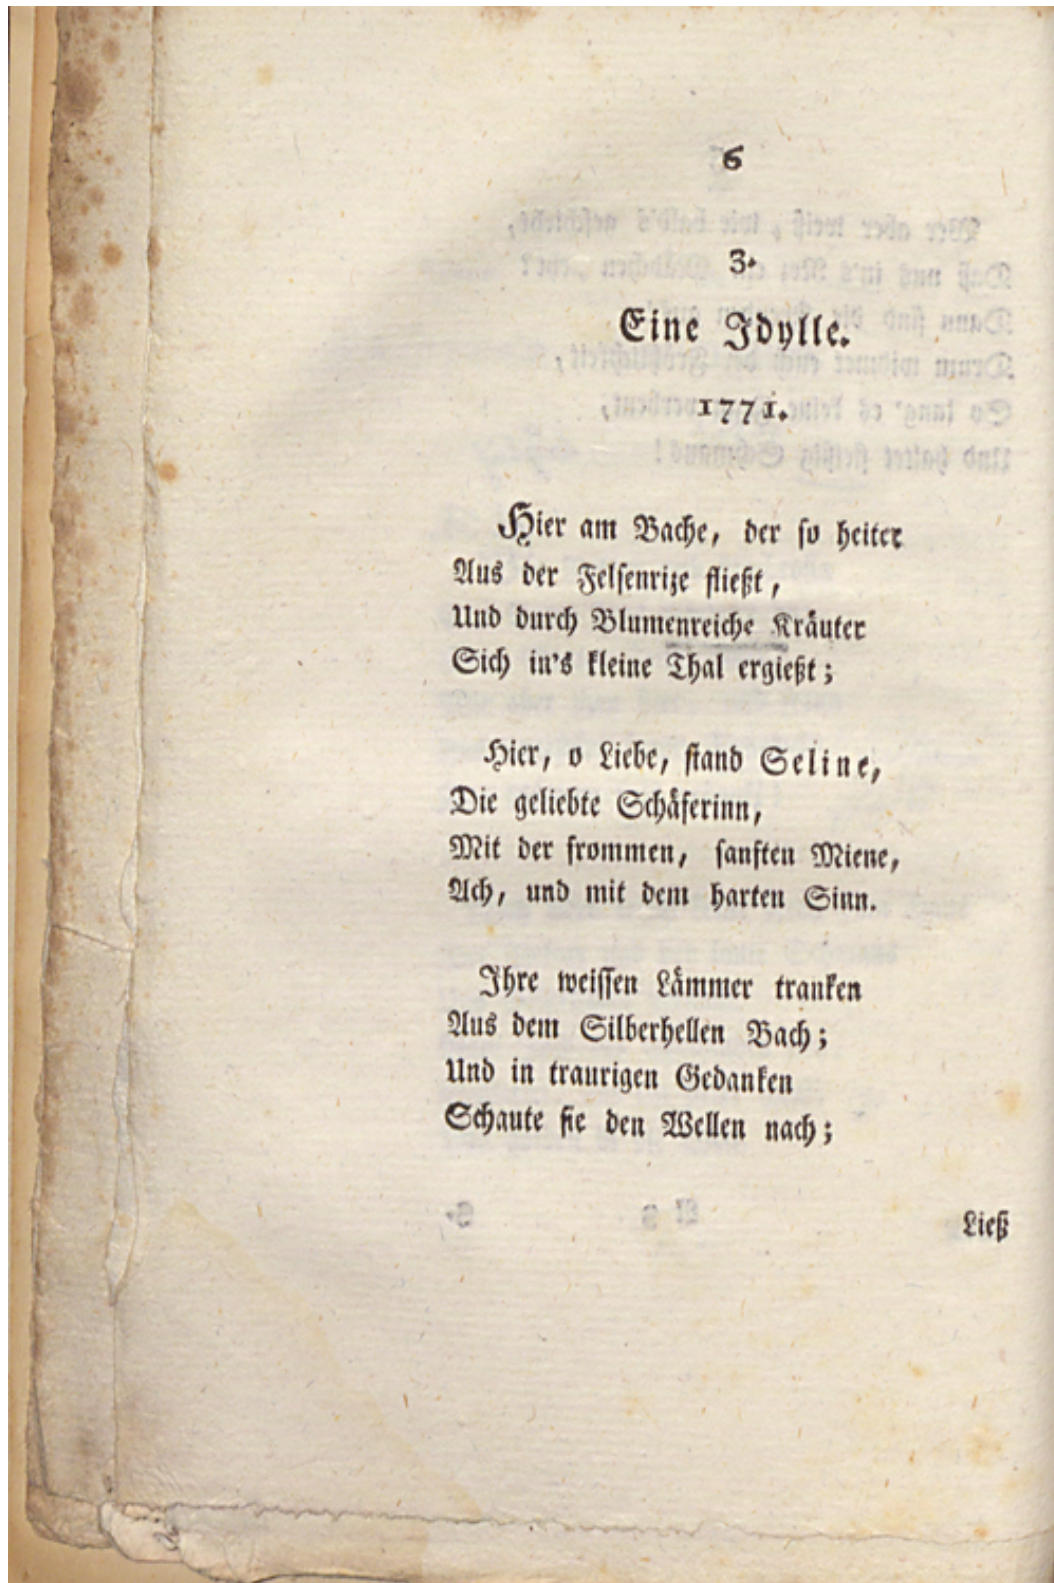 6
3.
Eine Idylle.
1771.
Hier am Bache, der so heiter
Aus der Felsenrize fließt,
Und durch Blumenreiche Kräuter
Sich in's kleine Thal ergießt;
Hier, o Liebe, stand Seline,
Die geliebte Schäferinn,
Mit der frommen, sanften Miene,
Ach, und mit dem harten Sinn.
Ihre weissen Lämmer tranken
Aus dem Silberhellen Bach;
Und in traurigen Gedanken
Schaute sie den Wellen nach;
Ließ